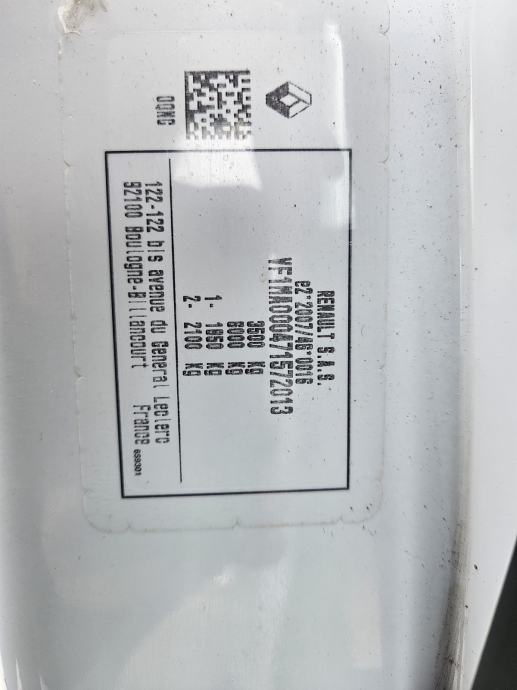 RENAULT S.A.S.
e2*2007/46*0016
VF1MA000471572013
3500 KG
6000 KG
1- 1850 KG
2- 2100 KG
122-122 bis avenue du General Leclerc
92100 Boulogne-Billancourt France
6S9301